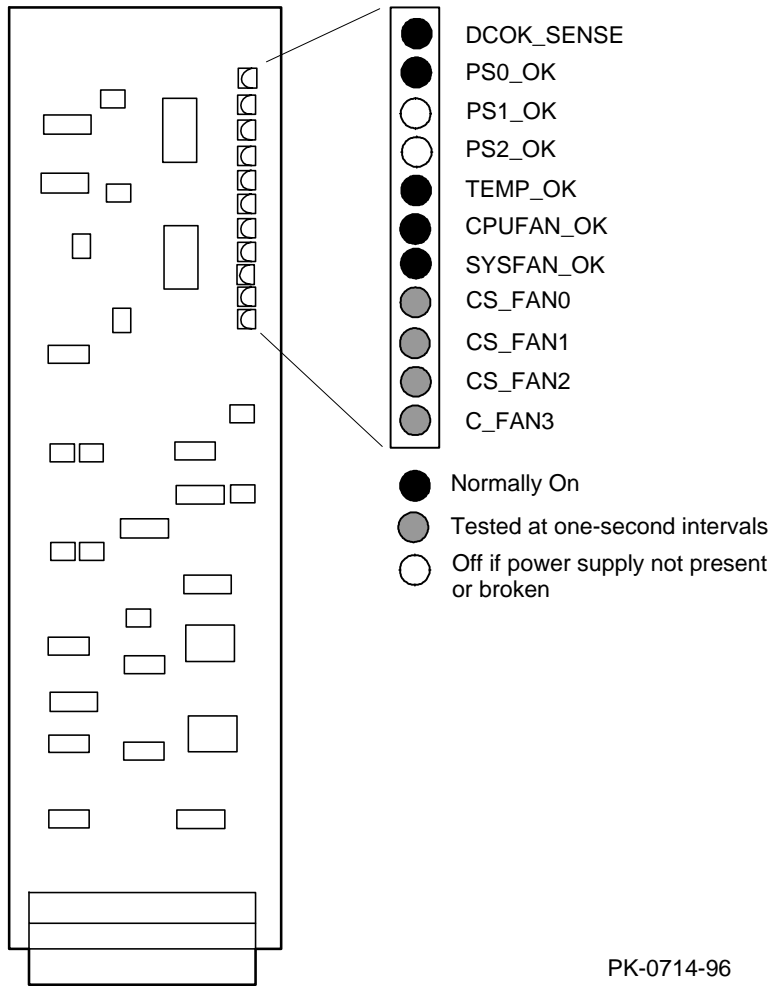 DCOK_SENSE
PS0_OK
PS1_OK
PS2_OK
TEMP_OK
CPUFAN_OK
SYSFAN_OK
CS_FAN0
CS_FAN1
CS_FAN2
C_FAN3
Normally On
Tested at one-second intervals
Off if power supply not present
or broken
PK-0714-96